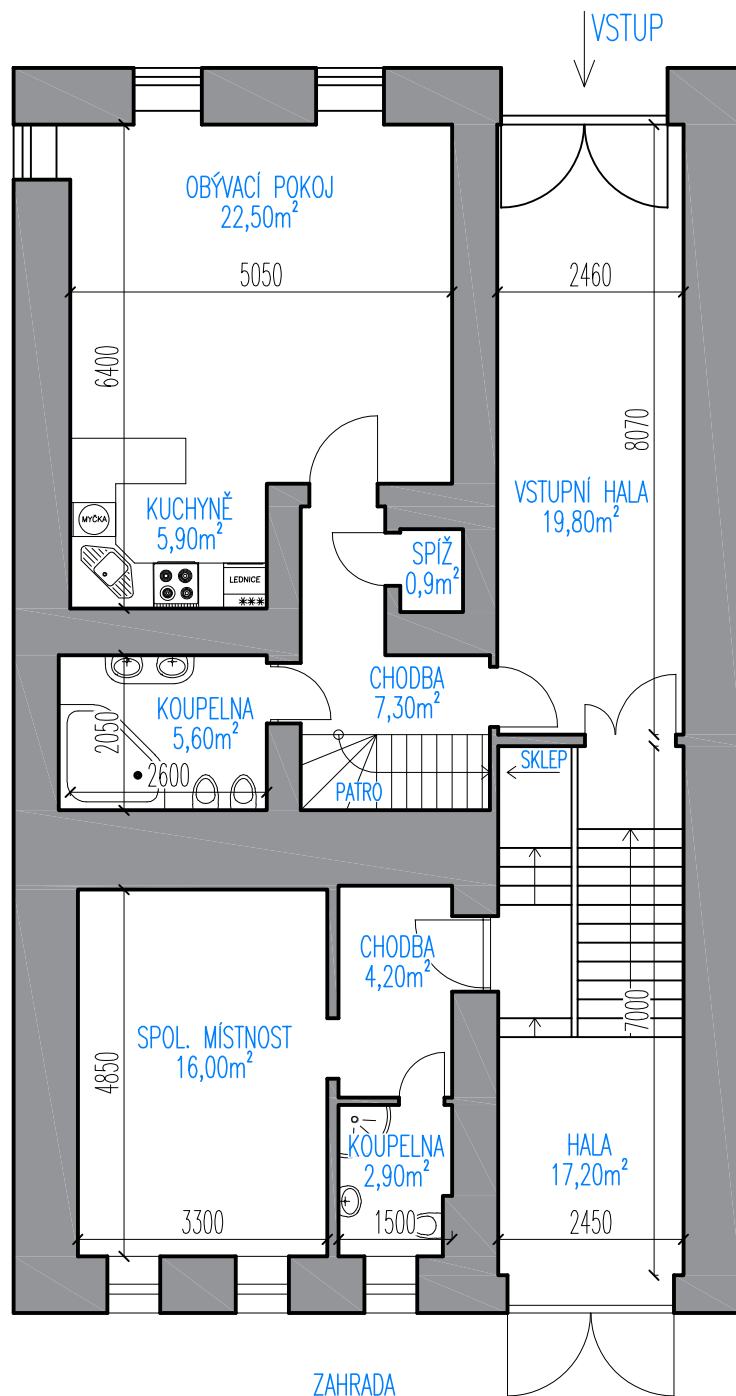 VSTUP
OBÝVACÍ POKOJ
22,50m²
5050
2460
6400
8070
KUCHYNĚ
5,90m²
MYČKA
LEDNICE
***
VSTUPNÍ HALA
19,80m²
SPÍŽ
0,9m²
CHODBA
7,30m²
KOUPELNA
5,60m²
2050
2600
PATRO
SKLEP
CHODBA
4,20m²
7000
SPOL. MÍSTNOST
16,00m²
4850
KOUPELNA
2,90m²
HALA
17,20m²
3300
1500
2450
ZAHRADA